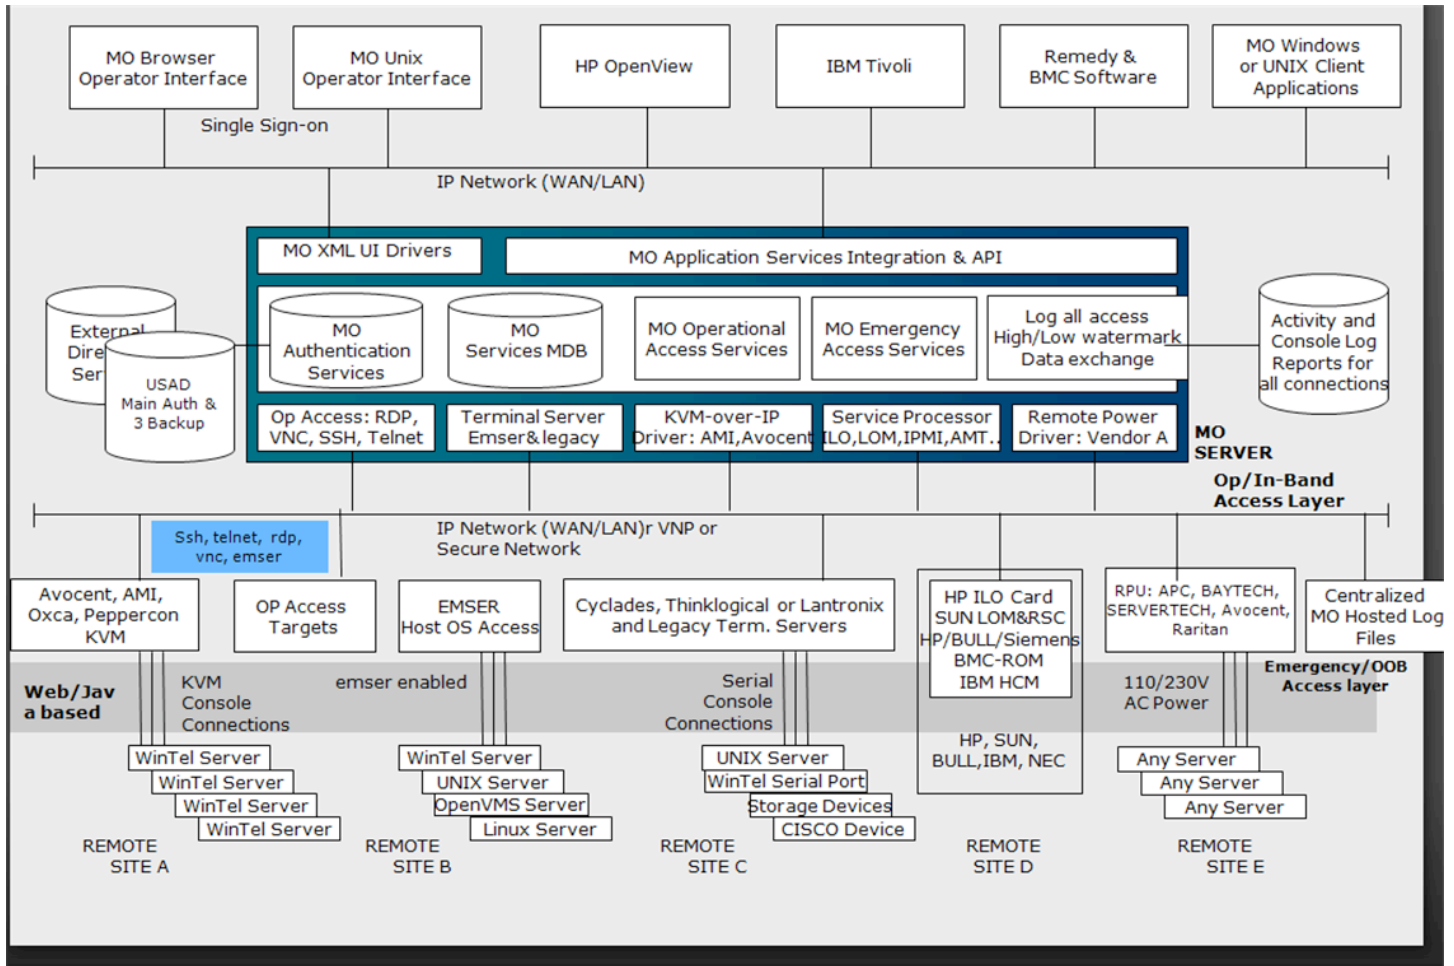 MO Browser
Operator Interface
MO Unix
Operator Interface
HP OpenView
IBM Tivoli
Remedy &
BMC Software
MO Windows
or UNIX Client
Applications
Single Sign-on
IP Network (WAN/LAN)
MO XML UI Drivers
MO Application Services Integration & API
External
Dire
Ser
USAD
Main Auth &
3 Backup
MO
Authentication
Services
MO
Services MDB
MO Operational
Access Services
MO Emergency
Access Services
Log all access
High/Low watermark
Data exchange
Activity and
Console Log
Reports for
all connections
Op Access: RDP,
VNC, SSH, Telnet
Terminal Server
Emser& legacy
KVM-over-IP
Driver: AMI,Avocent
Service Processor
ILO,LOM,IPMI,AMT..
Remote Power
Driver: Vendor A
MO
SERVER
Op/In-Band
Access Layer
IP Network (WAN/LAN)r VNP or
Secure Network
Ssh, telnet, rdp,
vnc, emser
Avocent, AMI,
Oxca, Peppercon
KVM
OP Access
Targets
EMSER
Host OS Access
Cyclades, Thinklogical or Lantronix
and Legacy Term. Servers
HP ILO Card
SUN LOM&RSC
HP/BULL/Siemens
BMC-ROM
IBM HCM
RPU: APC, BAYTECH,
SERVERTECH, Avocent,
Raritan
Centralized
MO Hosted Log
Files
Emergency/OOB
Access layer
Web/Jav
a based
KVM
Console
Connections
emser enabled
Serial
Console
Connections
110/230V
AC Power
HP, SUN,
BULL,IBM, NEC
WinTel Server
WinTel Server
WinTel Server
WinTel Server
WinTel Server
UNIX Server
OpenVMS Server
Linux Server
UNIX Server
WinTel Serial Port
Storage Devices
CISCO Device
Any Server
Any Server
Any Server
REMOTE
SITE A
REMOTE
SITE B
REMOTE
SITE C
REMOTE
SITE D
REMOTE
SITE E